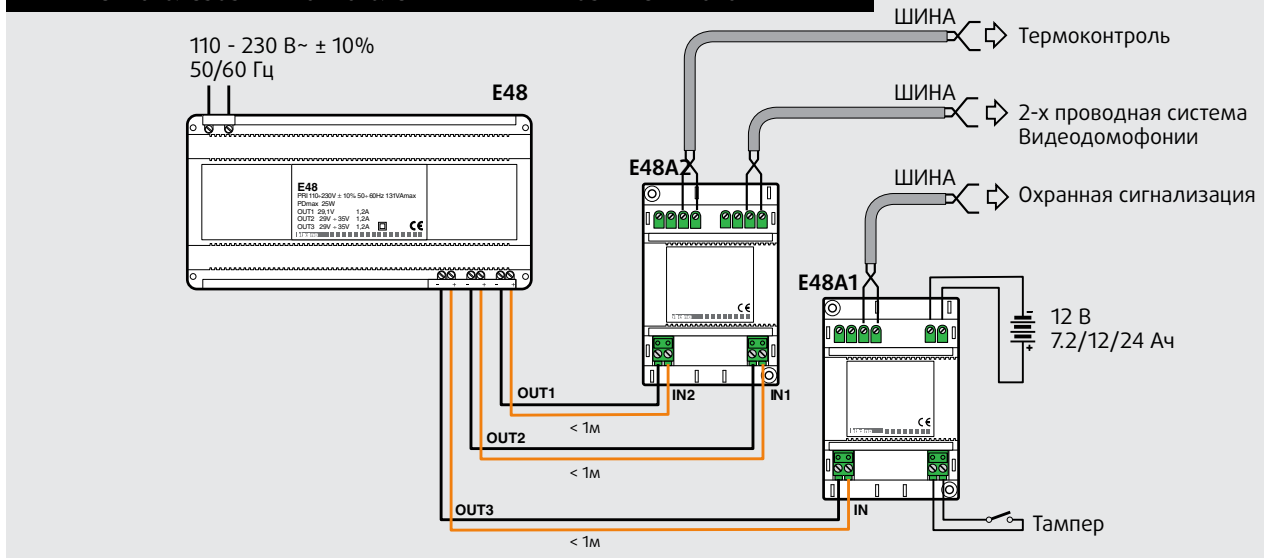 110 - 230 В~ ± 10%
50/60 Гц
E48
E48
PRI 110÷230V ± 10% 50÷60Hz 131VAmax
PDmax 25W
OUT1 29,1V 1,2A
OUT2 29V ÷ 35V 1,2A
OUT3 29V ÷ 35V 1,2A
CE
- + - + - +
ШИНА
Термоконтроль
ШИНА
2-х проводная система
Видеодомофонии
E48A2
CE
ШИНА
Охранная сигнализация
E48A1
CE
-
+
12 В
7.2/12/24 Ач
OUT1
IN2
IN1
< 1м
OUT2
< 1м
OUT3
IN
< 1м
Тампер